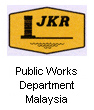 JKR
Public Works
Department
Malaysia